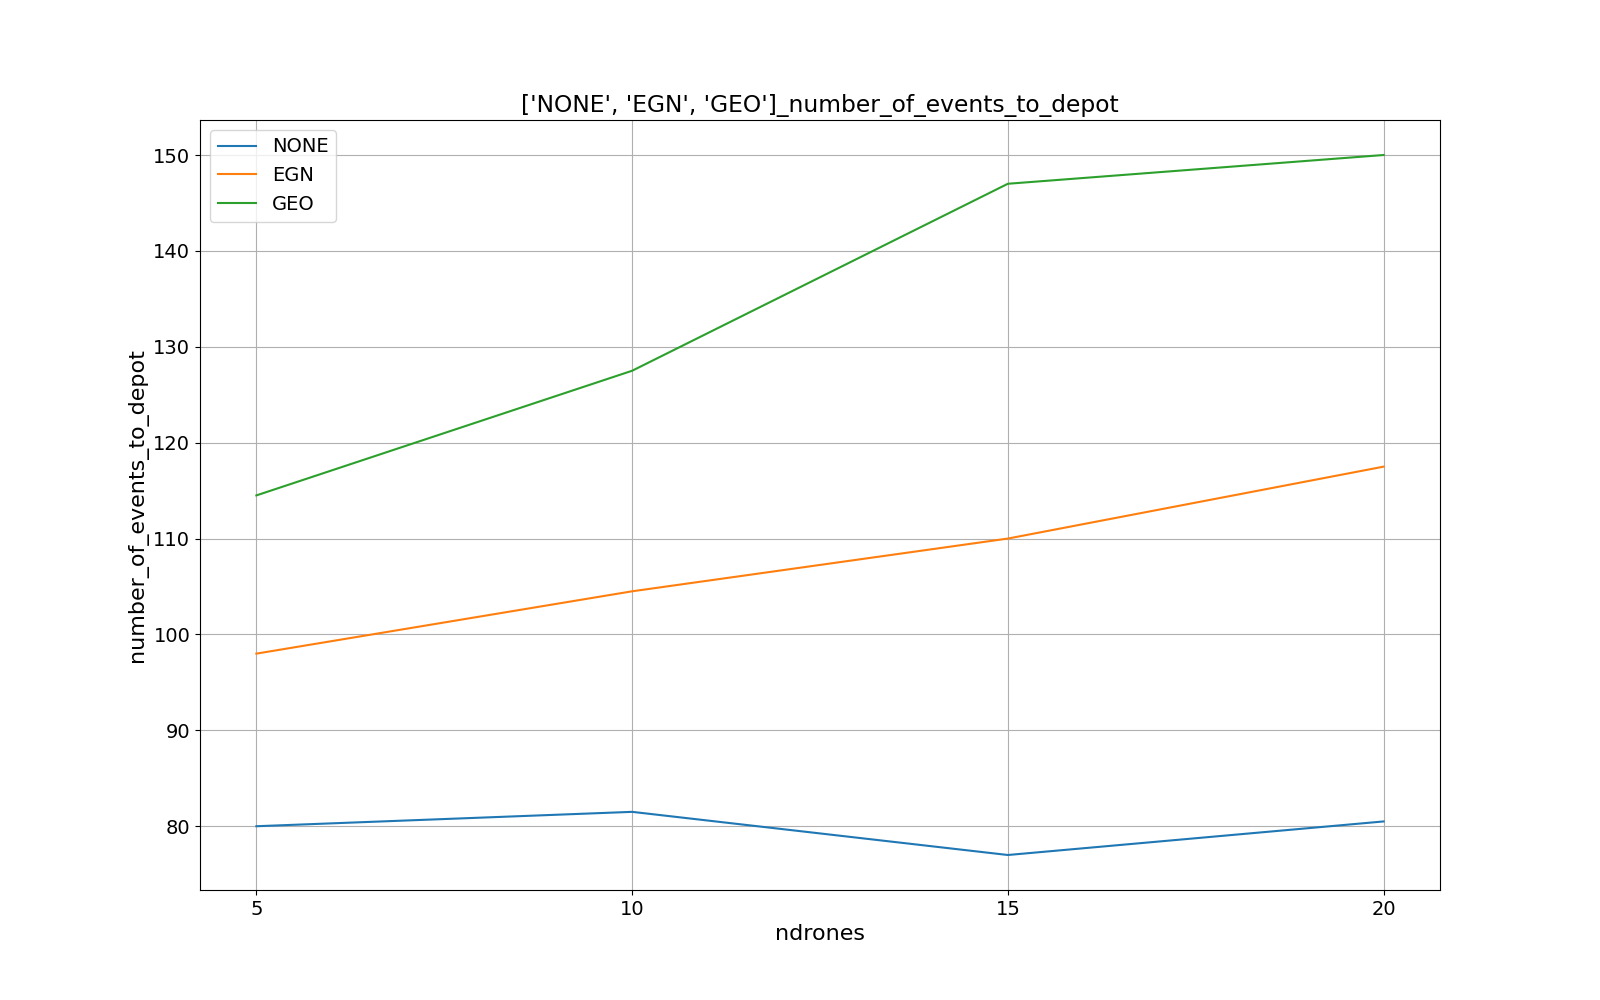 ['NONE', 'EGN', 'GEO']_number_of_events_to_depot
NONE
EGN
GEO
number_of_events_to_depot
150
140
130
120
110
100
90
80
5 10 15 20
ndrones